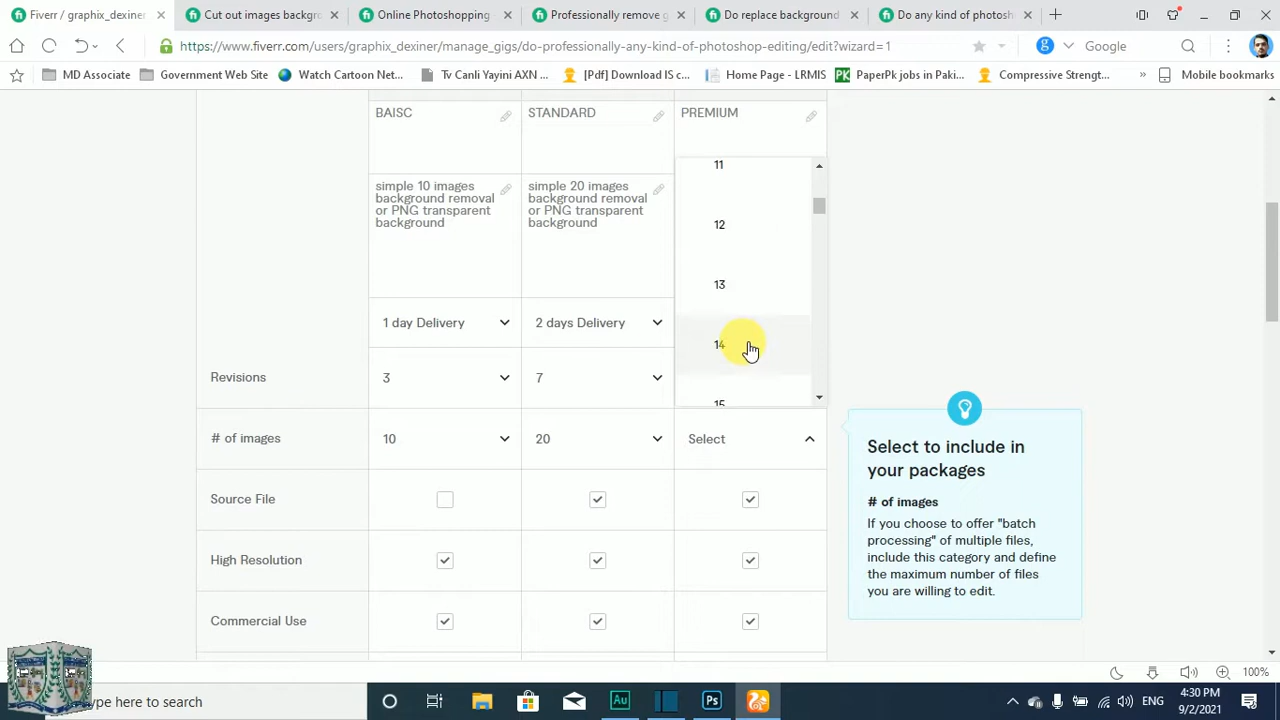 Fiverr / graphix_dexiner
Cut out images backgr
Online Photoshopping
Professionally remove
Do replace background
Do any kind of photosh
https://www.fiverr.com/users/graphix_dexiner/manage_gigs/do-professionally-any-kind-of-photoshop-editing/edit?wizard=1
Google
MD Associate
Government Web Site
Watch Cartoon Net...
Tv Canli Yayini AXN ...
[Pdf] Download IS c...
Home Page - LRMIS
PK PaperPk jobs in Paki...
Compressive Strengt...
»
Mobile bookmarks
BAISC
STANDARD
PREMIUM
simple 10 images
background removal
or PNG transparent
background
simple 20 images
background removal
or PNG transparent
background
11
12
13
14
15
1 day Delivery
2 days Delivery
Revisions
3
7
# of images
10
20
Select
Source File
High Resolution
Commercial Use
Select to include in
your packages
# of images
If you choose to offer "batch
processing" of multiple files,
include this category and define
the maximum number of files
you are willing to edit.
100%
ype here to search
Au
Ps
ENG
4:30 PM
9/2/2021